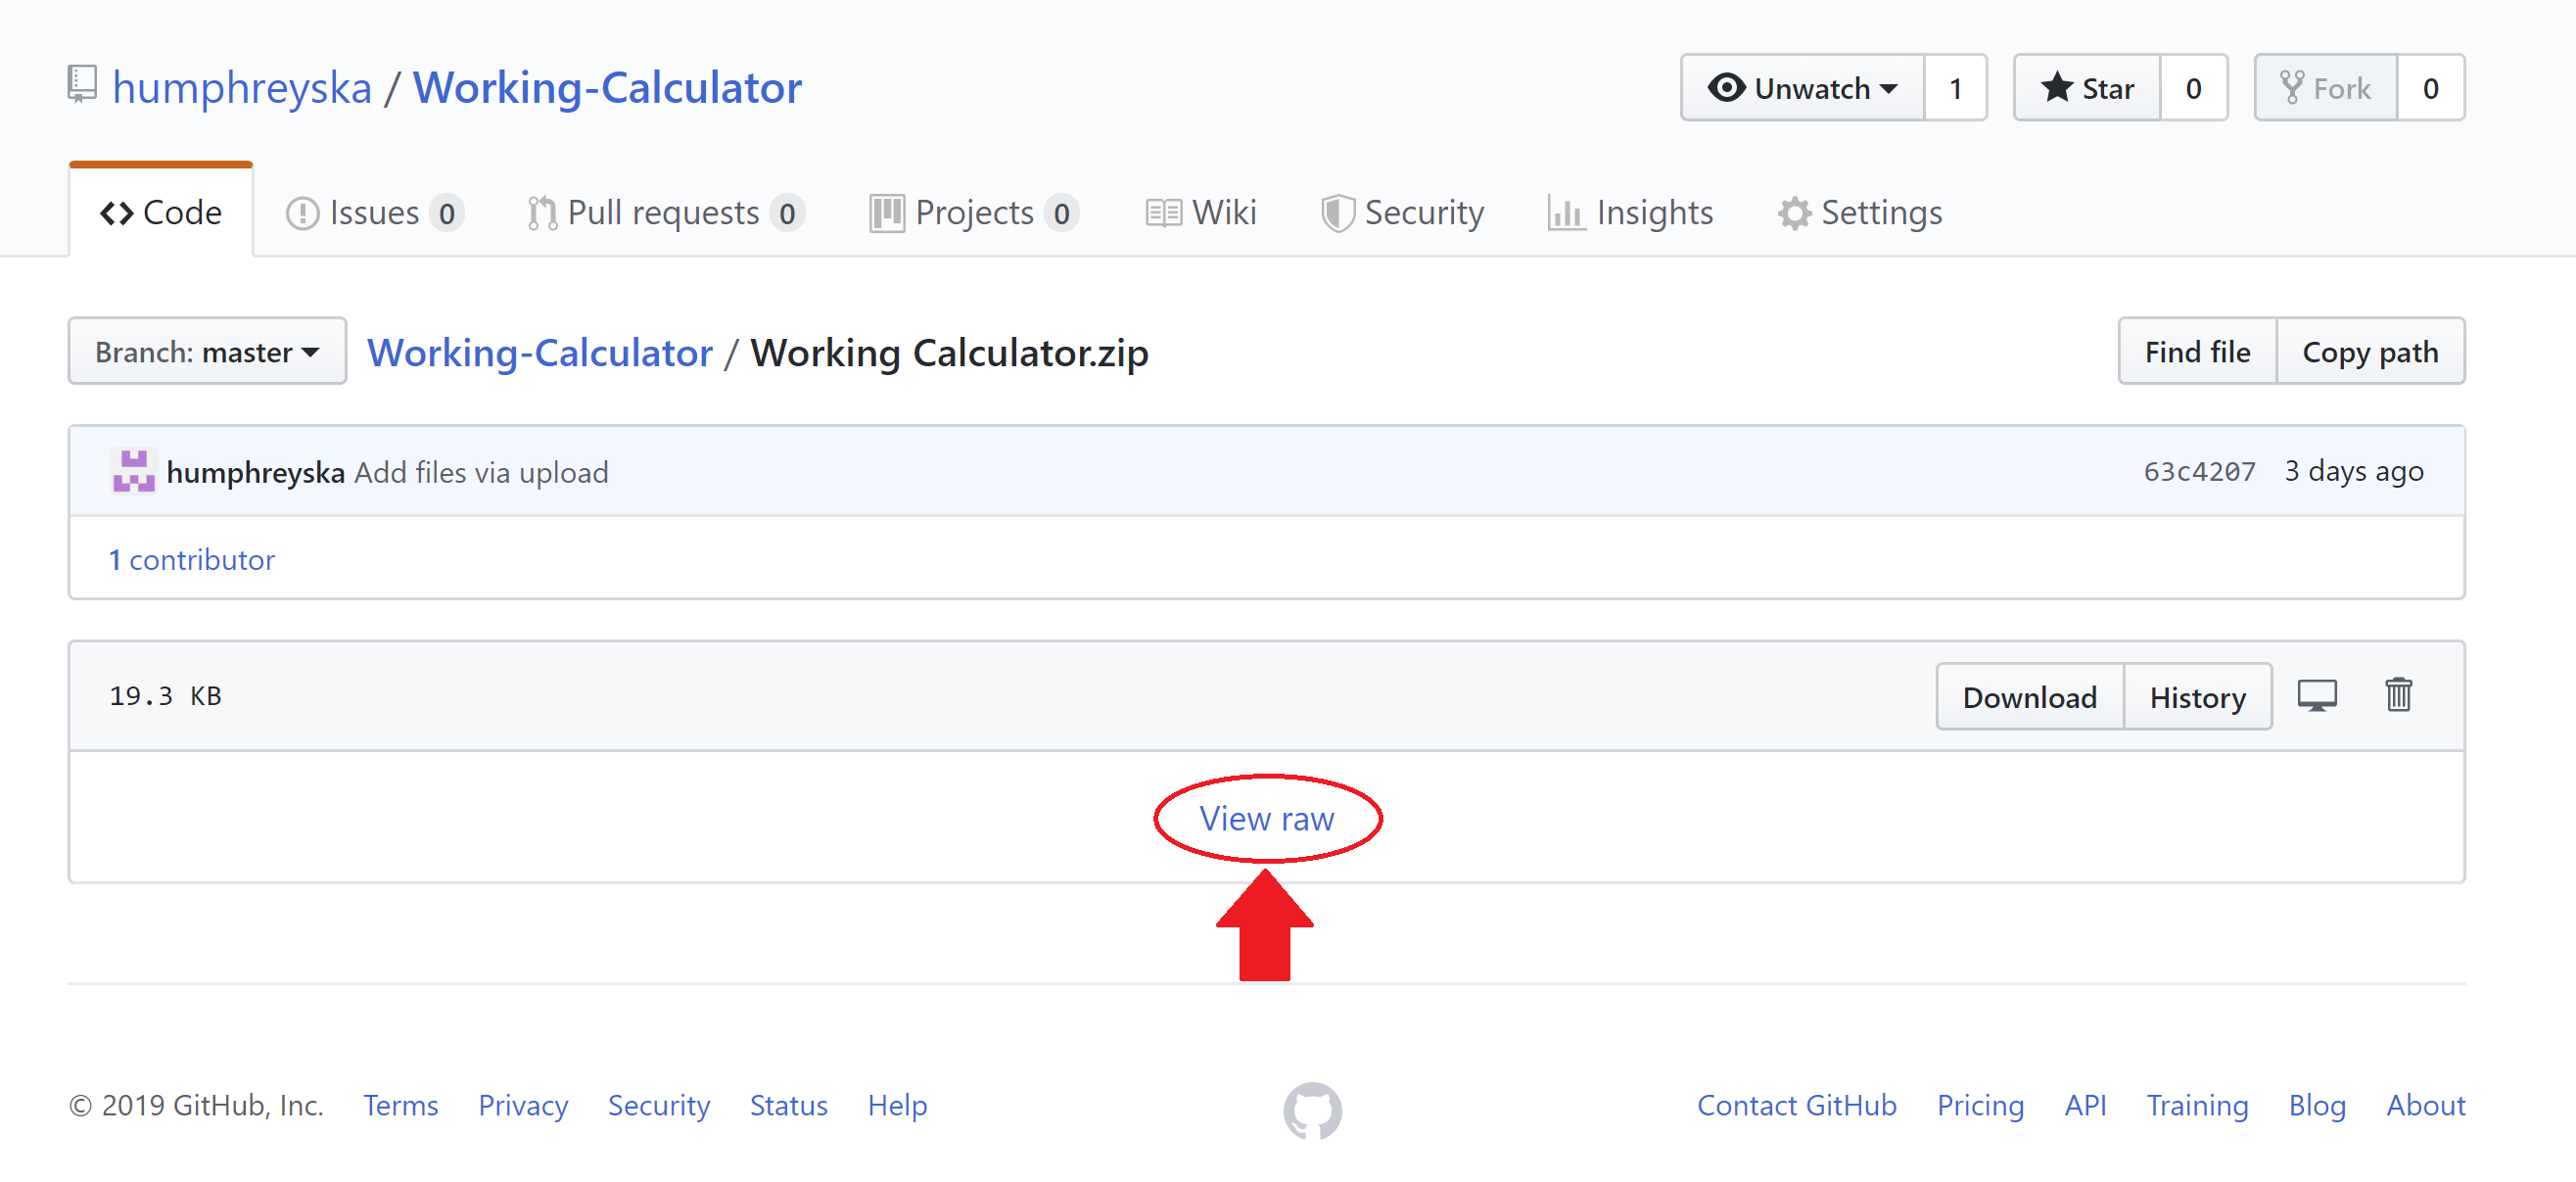 humphreyska / Working-Calculator Unwatch 1 Star 0 Fork 0
Code Issues 0 Pull requests 0 Projects 0 Wiki Security Insights Settings
Branch: master Working-Calculator / Working Calculator.zip Find file Copy path
humphreyska Add files via upload 63c4207 3 days ago
1 contributor
19.3 KB Download History
View raw
© 2019 GitHub, Inc. Terms Privacy Security Status Help Contact GitHub Pricing API Training Blog About